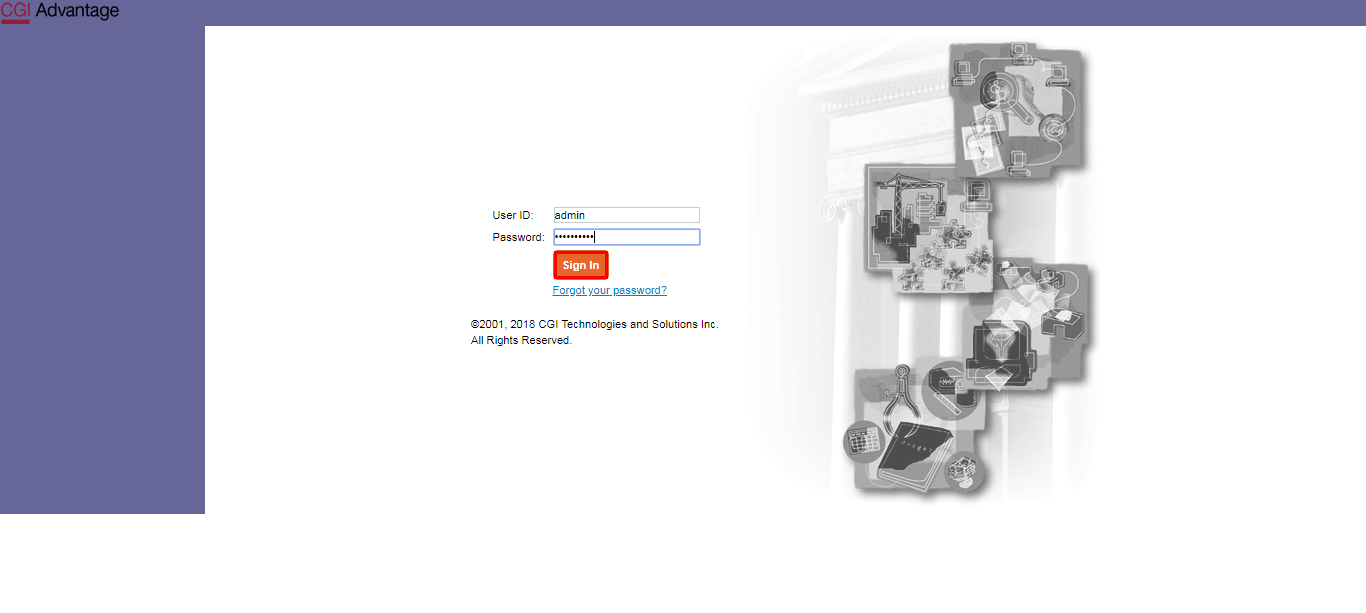 CGI Advantage
User ID: admin
Password: ••••••••••
Sign In
Forgot your password?
©2001, 2018 CGI Technologies and Solutions Inc.
All Rights Reserved.